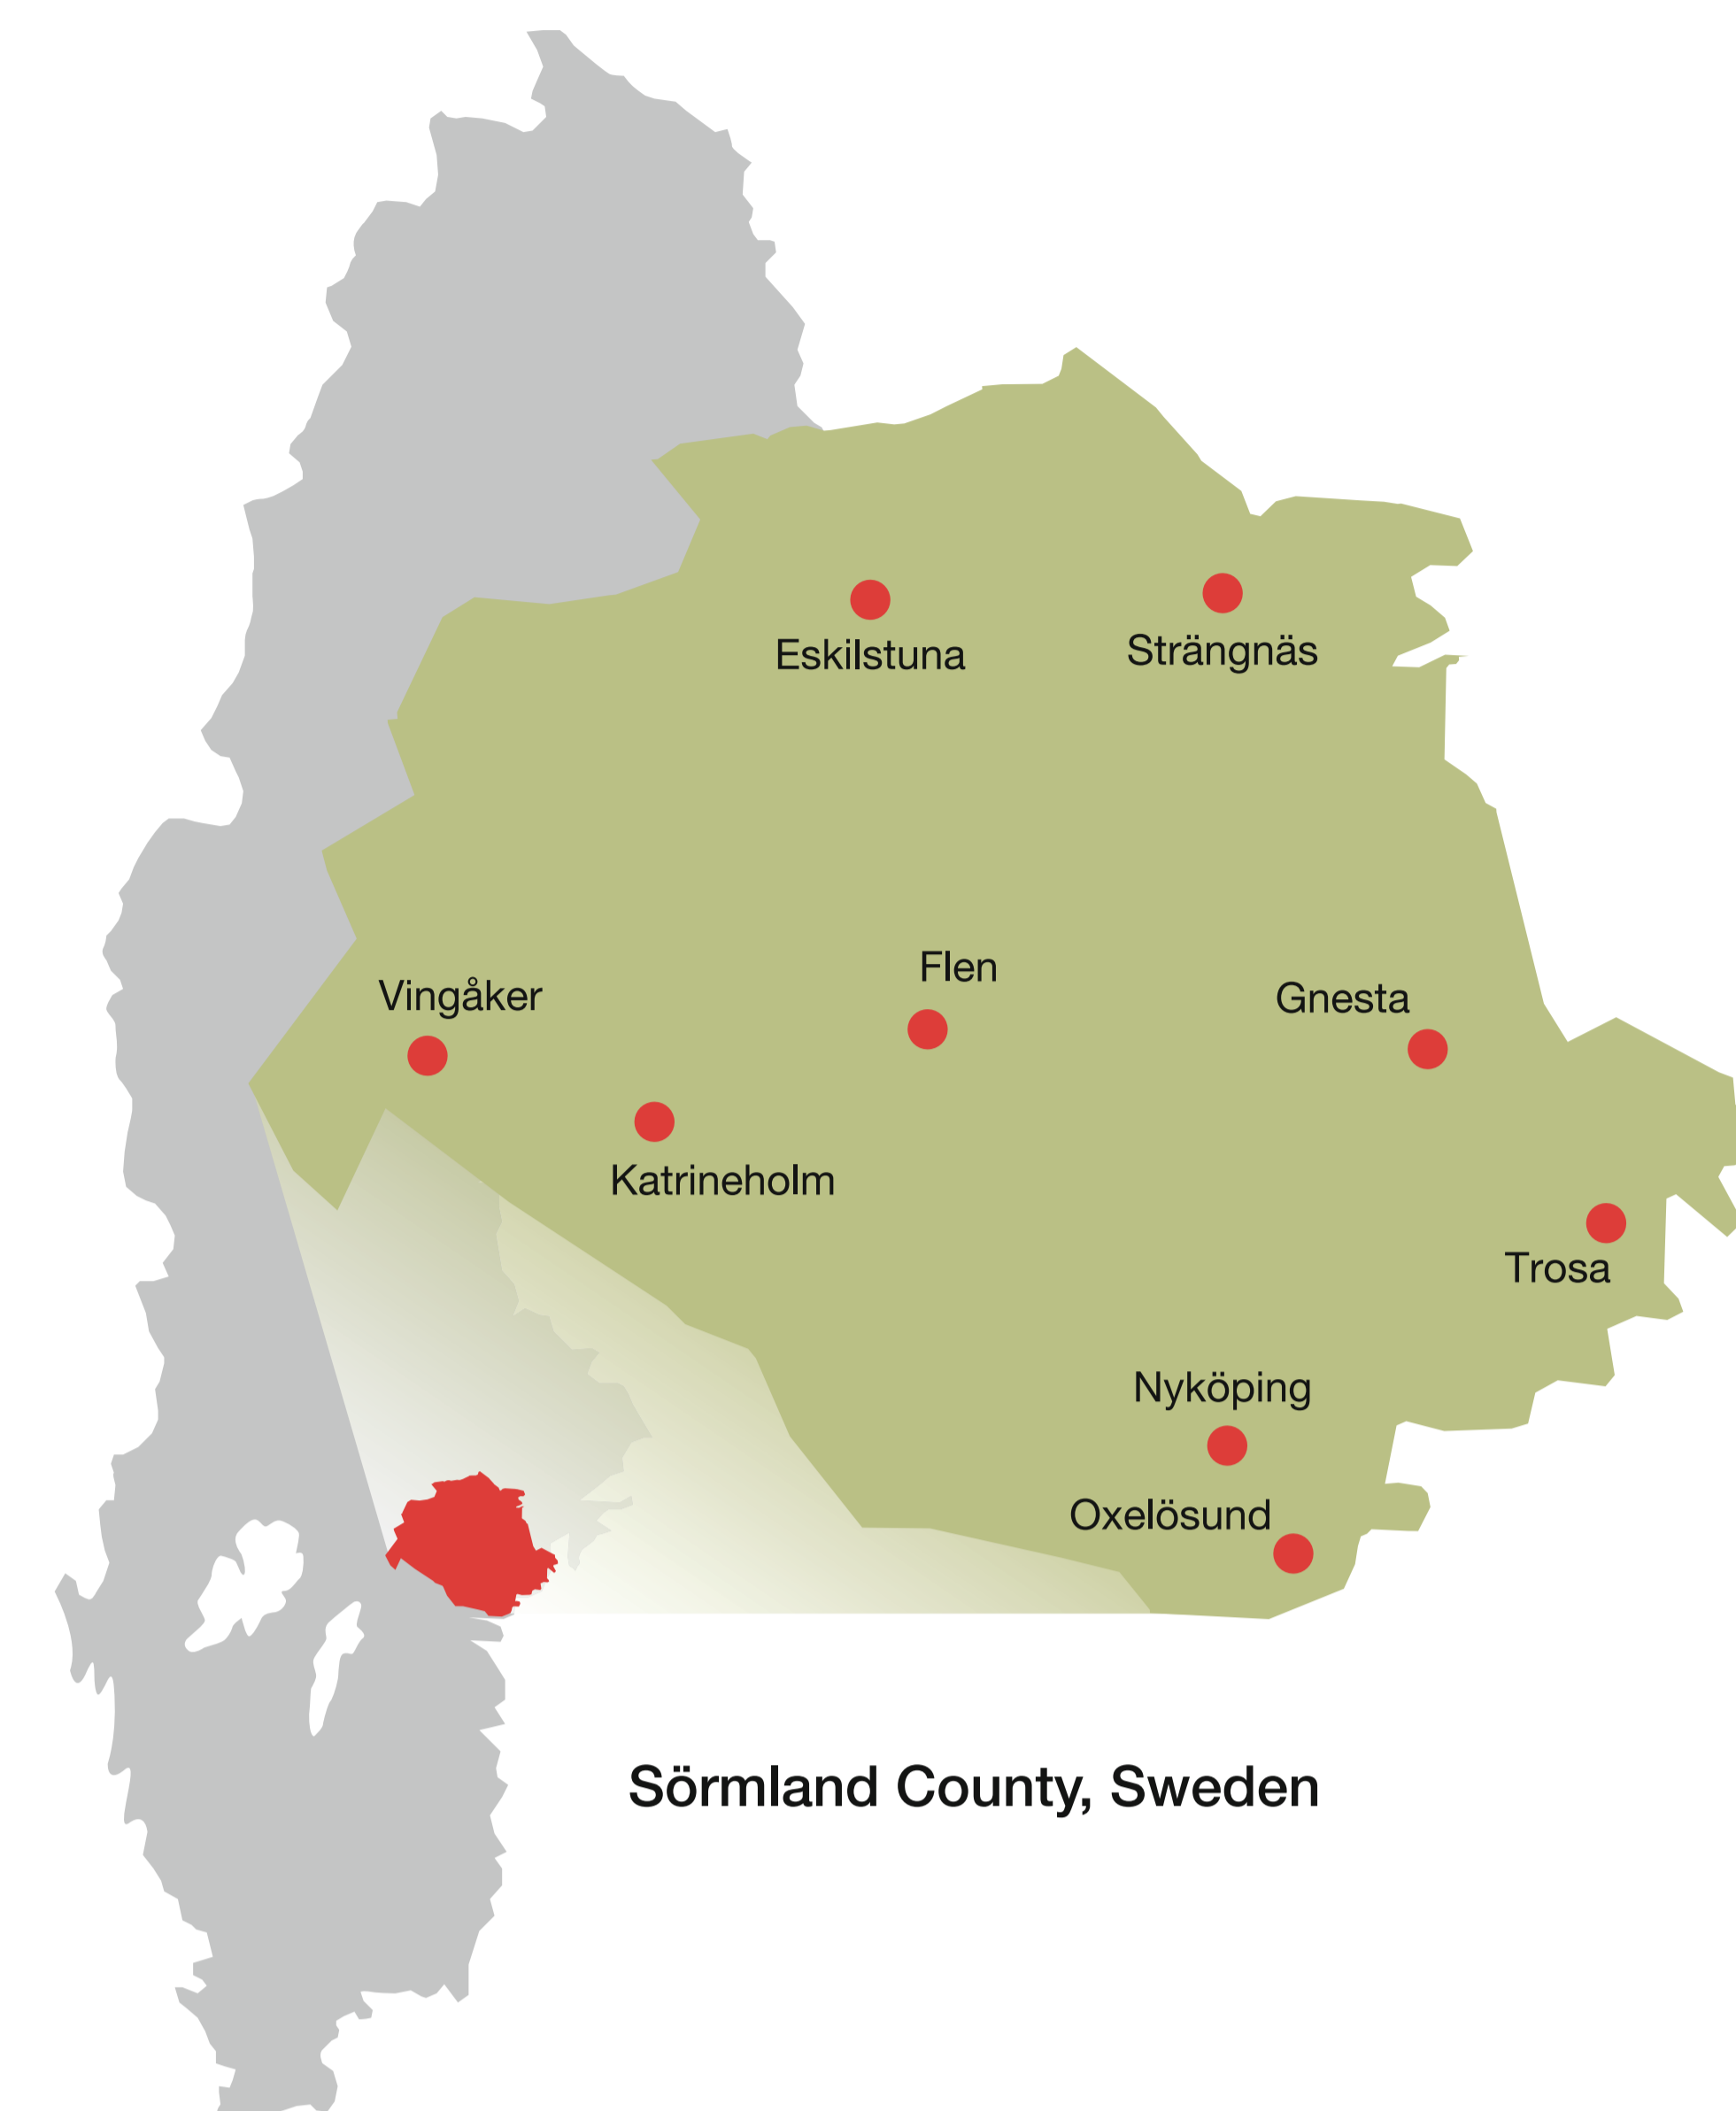 Eskilstuna
Strängnäs
Flen
Vingåker
Gnesta
Katrineholm
Trosa
Nyköping
Oxelösund
Sörmland County, Sweden